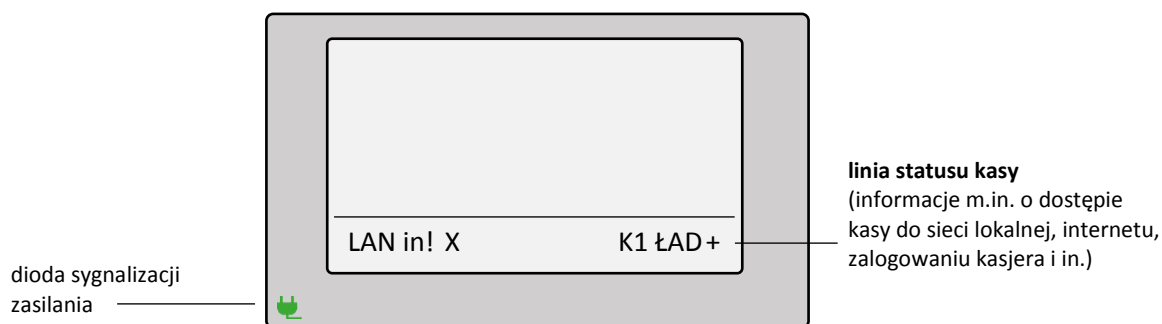 LAN in! X K1 ŁAD+
dioda sygnalizacji
zasilania
linia statusu kasy
(informacje m.in. o dostępie
kasy do sieci lokalnej, internetu,
zalogowaniu kasjera i in.)